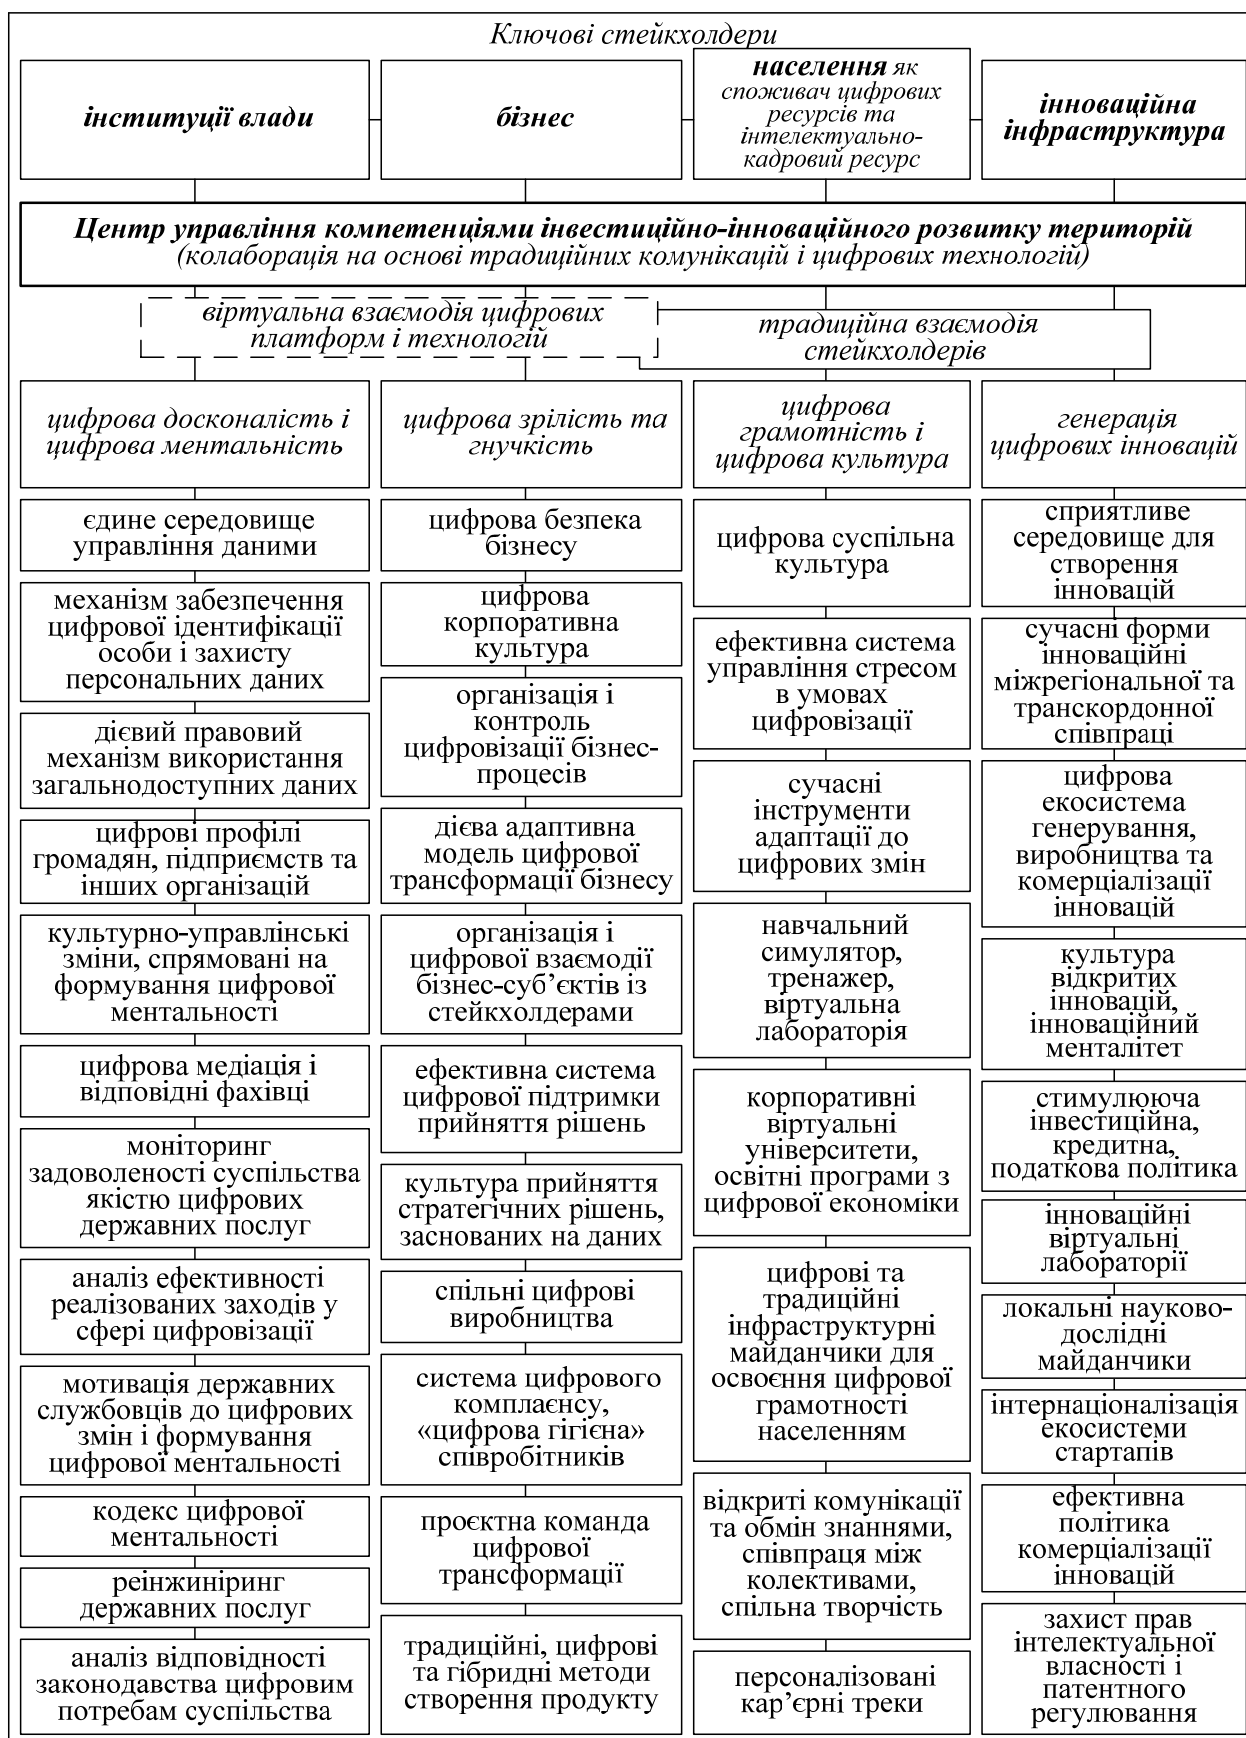 Ключові стейкхолдери
інституції влади
бізнес
населення як
споживач цифрових
ресурсів та
інтелектуально-
кадровий ресурс
інноваційна
інфраструктура
Центр управління компетенціями інвестиційно-інноваційного розвитку територій
(колаборація на основі традиційних комунікацій і цифрових технологій)
віртуальна взаємодія цифрових
платформ і технологій
традиційна взаємодія
стейкхолдерів
цифрова досконалість і
цифрова ментальність
єдине середовище
управління даними
механізм забезпечення
цифрової ідентифікації
особи і захисту
персональних даних
дієвий правовий
механізм використання
загальнодоступних даних
цифрові профілі
громадян, підприємств та
інших організацій
культурно-управлінські
зміни, спрямовані на
формування цифрової
ментальності
цифрова медіація і
відповідні фахівці
моніторинг
задоволеності суспільства
якістю цифрових
державних послуг
аналіз ефективності
реалізованих заходів у
сфері цифровізації
мотивація державних
службовців до цифрових
змін і формування
цифрової ментальності
кодекс цифрової
ментальності
реінжиніринг
державних послуг
аналіз відповідності
законодавства цифровим
потребам суспільства
цифрова зрілість та
гнучкість
цифрова безпека
бізнесу
цифрова
корпоративна
культура
організація і
контроль
цифровізації бізнес-
процесів
дієва адаптивна
модель цифрової
трансформації бізнесу
організація і
цифрової взаємодії
бізнес-суб’єктів із
стейкхолдерами
ефективна система
цифрової підтримки
прийняття рішень
культура прийняття
стратегічних рішень,
заснованих на даних
спільні цифрові
виробництва
система цифрового
комплаєнсу,
«цифрова гігієна»
співробітників
проєктна команда
цифрової
трансформації
традиційні, цифрові
та гібридні методи
створення продукту
цифрова
грамотність і
цифрова культура
цифрова суспільна
культура
ефективна система
управління стресом
в умовах
цифровізації
сучасні
інструменти
адаптації до
цифрових змін
навчальний
симулятор,
тренажер,
віртуальна
лабораторія
корпоративні
віртуальні
університети,
освітні програми з
цифрової економіки
цифрові та
традиційні
інфраструктурні
майданчики для
освоєння цифрової
грамотності
населенням
відкриті комунікації
та обмін знаннями,
співпраця між
колективами,
спільна творчість
персоналізовані
кар’єрні треки
генерація
цифрових інновацій
сприятливе
середовище для
створення
інновацій
сучасні форми
інноваційні
міжрегіональної та
транскордонної
співпраці
цифрова
екосистема
генерування,
виробництва та
комерціалізації
інновацій
культура
відкритих
інновацій,
інноваційний
менталітет
стимулююча
інвестиційна,
кредитна,
податкова політика
інноваційні
віртуальні
лабораторії
локальні науково-
дослідні
майданчики
інтернаціоналізація
екосистеми
стартапів
ефективна
політика
комерціалізації
інновацій
захист прав
інтелектуальної
власності і
патентного
регулювання